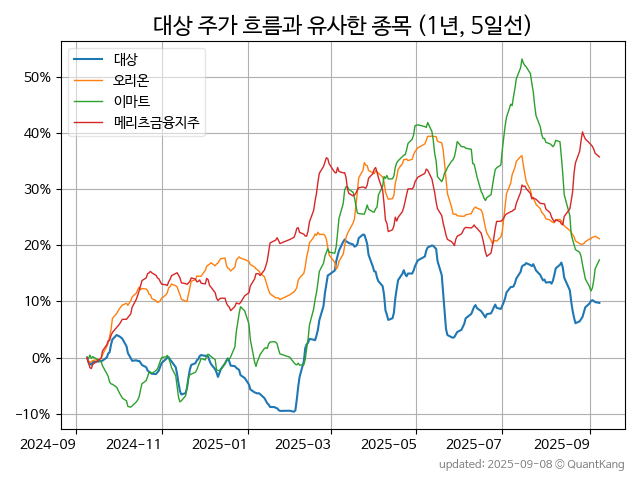 대상 주가 흐름과 유사한 종목 (1년, 5일선)
대상
오리온
이마트
메리츠금융지주
50%
40%
30%
20%
10%
0%
−10%
2024-09 2024-11 2025-01 2025-03 2025-05 2025-07 2025-09
updated: 2025-09-08 © QuantKang